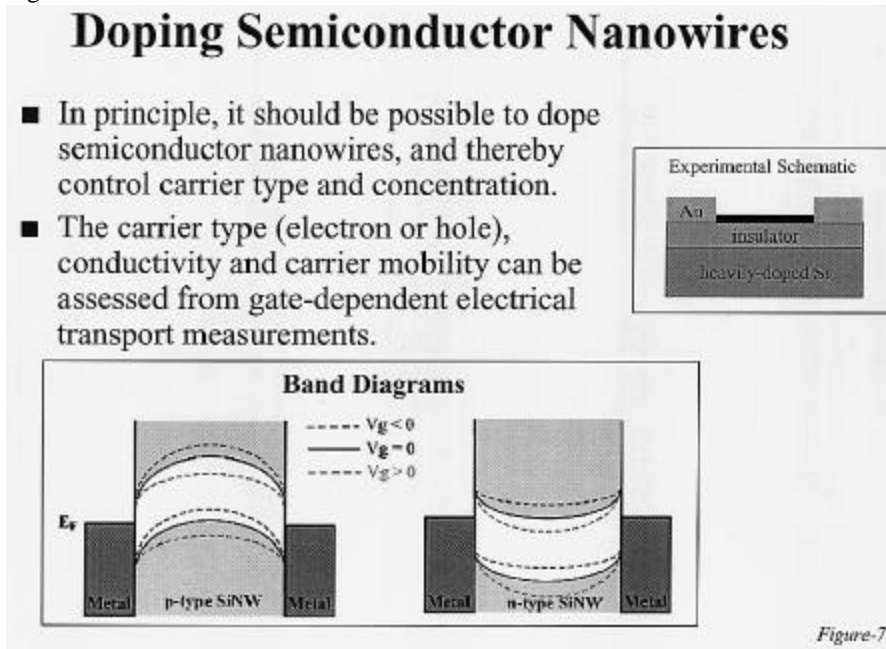 Doping Semiconductor Nanowires
■ In principle, it should be possible to dope
semiconductor nanowires, and thereby
control carrier type and concentration.
■ The carrier type (electron or hole),
conductivity and carrier mobility can be
assessed from gate-dependent electrical
transport measurements.
Experimental Schematic
Au
insulator
heavily-doped Si
Band Diagrams
Vg < 0
Vg = 0
Vg > 0
E_F
Metal
p-type SiNW
Metal
Metal
n-type SiNW
Metal
Figure-7